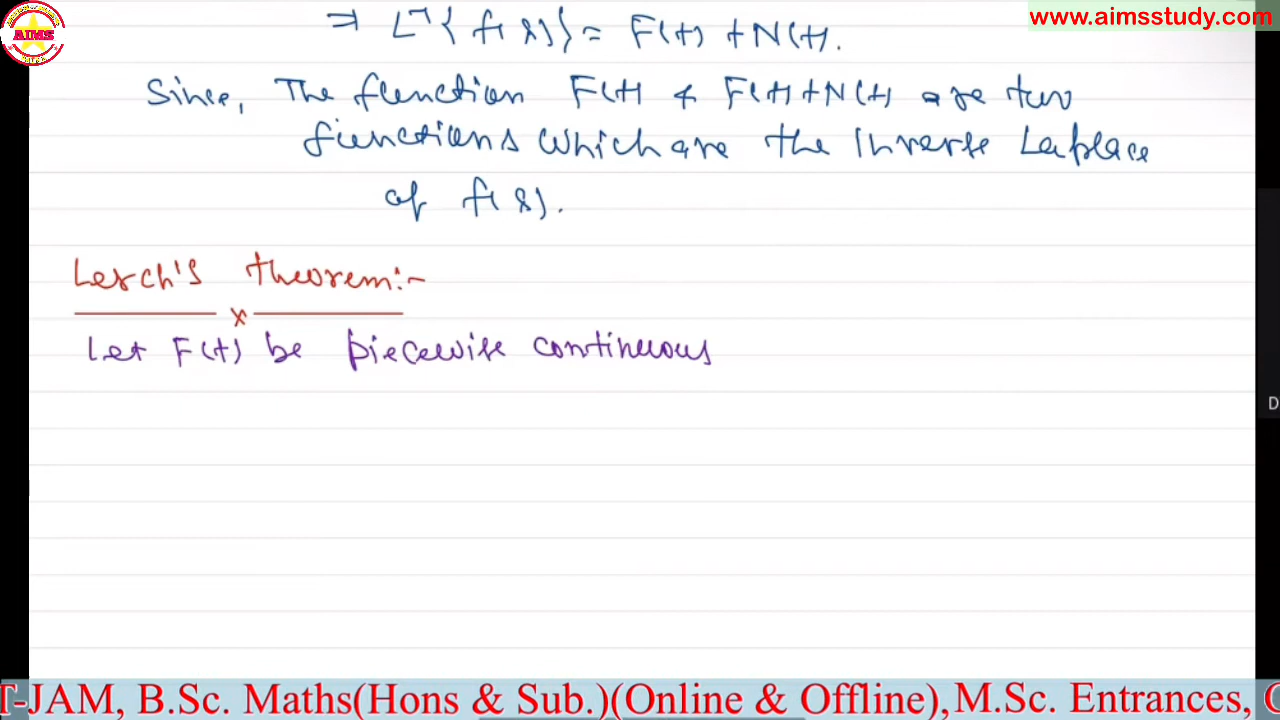 AIMS
www.aimsstudy.com
⇒ L⁻¹{f(s)} = F(t) + N(t).
Since, The function F(t) & F(t)+N(t) are two
functions which are the inverse Laplace
of f(s).
Lerch's theorem:-
x
Let F(t) be piecewise continuous
D
T-JAM, B.Sc. Maths(Hons & Sub.)(Online & Offline),M.Sc. Entrances,